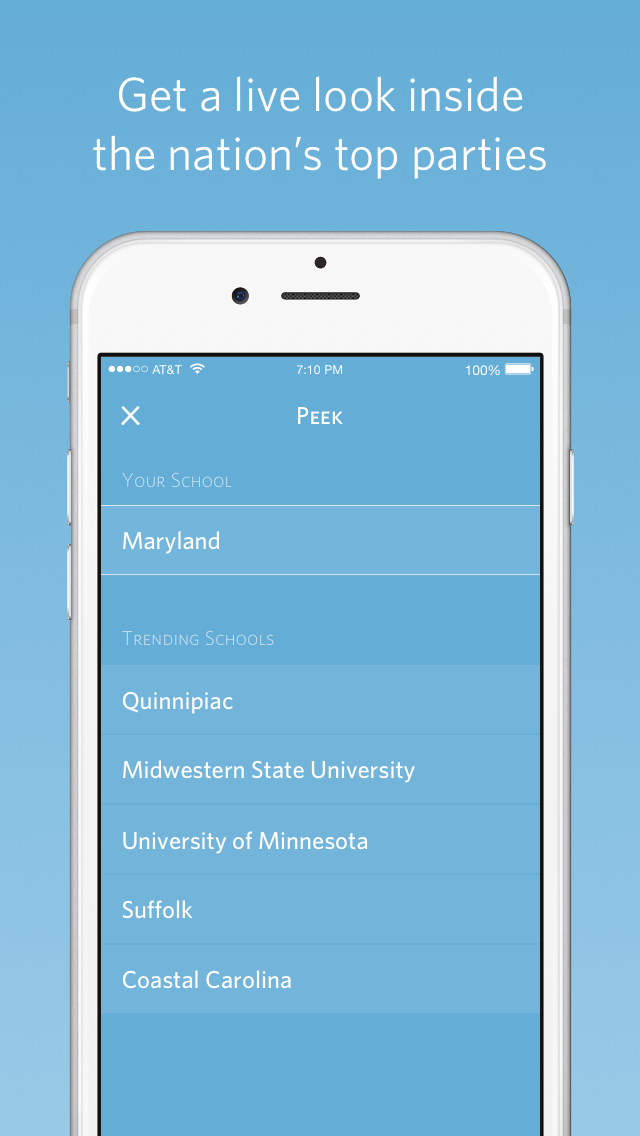 Get a live look inside
the nation's top parties
AT&T 7:10 PM 100%
Peek
Your School
Maryland
Trending Schools
Quinnipiac
Midwestern State University
University of Minnesota
Suffolk
Coastal Carolina